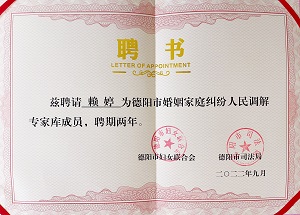 聘书
LETTER OF APPOINTMENT
兹聘请 赖婷 为德阳市婚姻家庭纠纷人民调解
专家库成员，聘期两年。
德阳市妇女联合会 德阳市司法局
二〇二二年九月